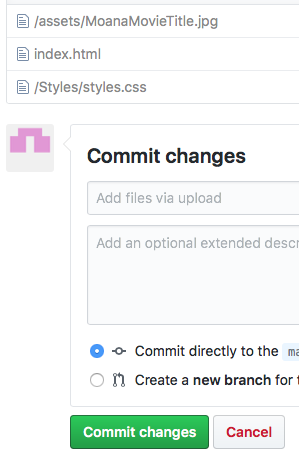 /assets/MoanaMovieTitle.jpg
index.html
/Styles/styles.css
Commit changes
Add files via upload
Add an optional extended descr
Commit directly to the ma
Create a new branch for t
Commit changes Cancel